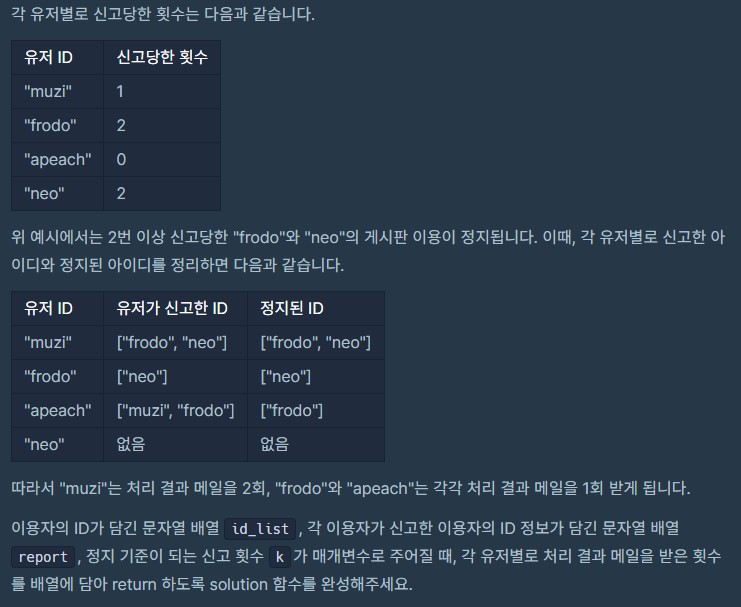 각 유저별로 신고당한 횟수는 다음과 같습니다.
유저 ID 신고당한 횟수
"muzi" 1
"frodo" 2
"apeach" 0
"neo" 2
위 예시에서는 2번 이상 신고당한 "frodo"와 "neo"의 게시판 이용이 정지됩니다. 이때, 각 유저별로 신고한 아
이디와 정지된 아이디를 정리하면 다음과 같습니다.
유저 ID 유저가 신고한 ID 정지된 ID
"muzi" ["frodo", "neo"] ["frodo", "neo"]
"frodo" ["neo"] ["neo"]
"apeach" ["muzi", "frodo"] ["frodo"]
"neo" 없음 없음
따라서 "muzi"는 처리 결과 메일을 2회, "frodo"와 "apeach"는 각각 처리 결과 메일을 1회 받게 됩니다.
이용자의 ID가 담긴 문자열 배열 id_list, 각 이용자가 신고한 이용자의 ID 정보가 담긴 문자열 배열
report, 정지 기준이 되는 신고 횟수 k가 매개변수로 주어질 때, 각 유저별로 처리 결과 메일을 받은 횟수
를 배열에 담아 return 하도록 solution 함수를 완성해주세요.